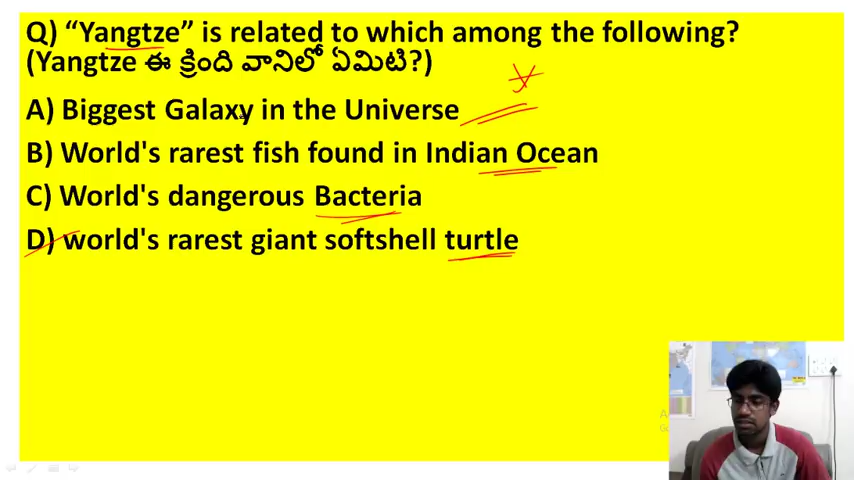 Q) “Yangtze” is related to which among the following?
(Yangtze ఈ క్రింది వానిలో ఏమిటి?)
A) Biggest Galaxy in the Universe
B) World's rarest fish found in Indian Ocean
C) World's dangerous Bacteria
D) world's rarest giant softshell turtle